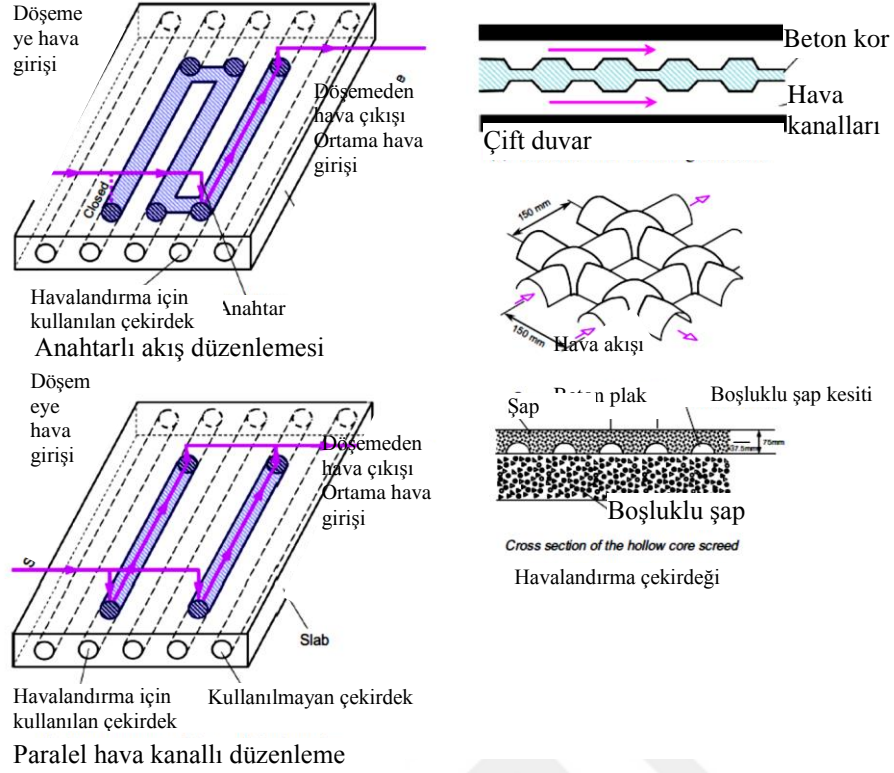 Döşeme
ye hava
girişi
Döşemeden
hava çıkışı
Ortama hava
girişi
Closed
Havalandırma için
kullanılan çekirdek
Anahtar
Anahtarlı akış düzenlemesi
Döşem
eye
hava
girişi
Döşemeden
hava çıkışı
Ortama hava
girişi
Slab
Havalandırma için
kullanılan çekirdek
Kullanılmayan çekirdek
Paralel hava kanallı düzenleme
Beton kor
Hava
kanalları
Çift duvar
150 mm
150 mm
Hava akışı
Şap
plak
Boşluklu şap kesiti
75mm
37.5mm
Boşluklu şap
Cross section of the hollow core screed
Havalandırma çekirdeği